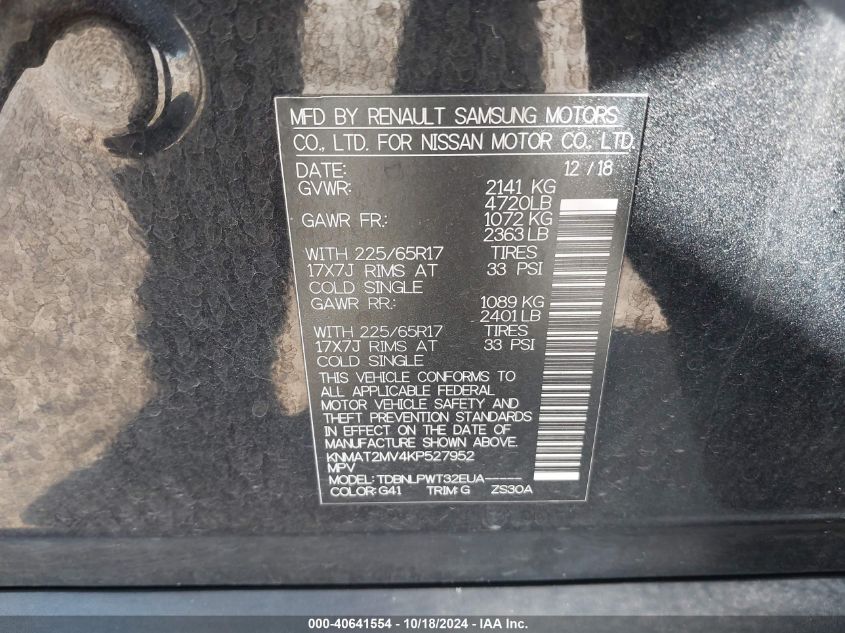 MFD BY RENAULT SAMSUNG MOTORS
CO., LTD. FOR NISSAN MOTOR CO., LTD.
DATE: 12 / 18
GVWR: 2141 KG
4720LB
GAWR FR.: 1072 KG
2363 LB
WITH 225/65R17 TIRES
17X7J RIMS AT 33 PSI
COLD SINGLE
GAWR RR.: 1089 KG
2401 LB
WITH 225/65R17 TIRES
17X7J RIMS AT 33 PSI
COLD SINGLE
THIS VEHICLE CONFORMS TO
ALL APPLICABLE FEDERAL
MOTOR VEHICLE SAFETY AND
THEFT PREVENTION STANDARDS
IN EFFECT ON THE DATE OF
MANUFACTURE SHOWN ABOVE.
KNMAT2MV4KP527952
MPV
MODEL: TDBNLPWT32EUA-----
COLOR: G41 TRIM: G ZS30A
000-40641554 - 10/18/2024 - IAA Inc.